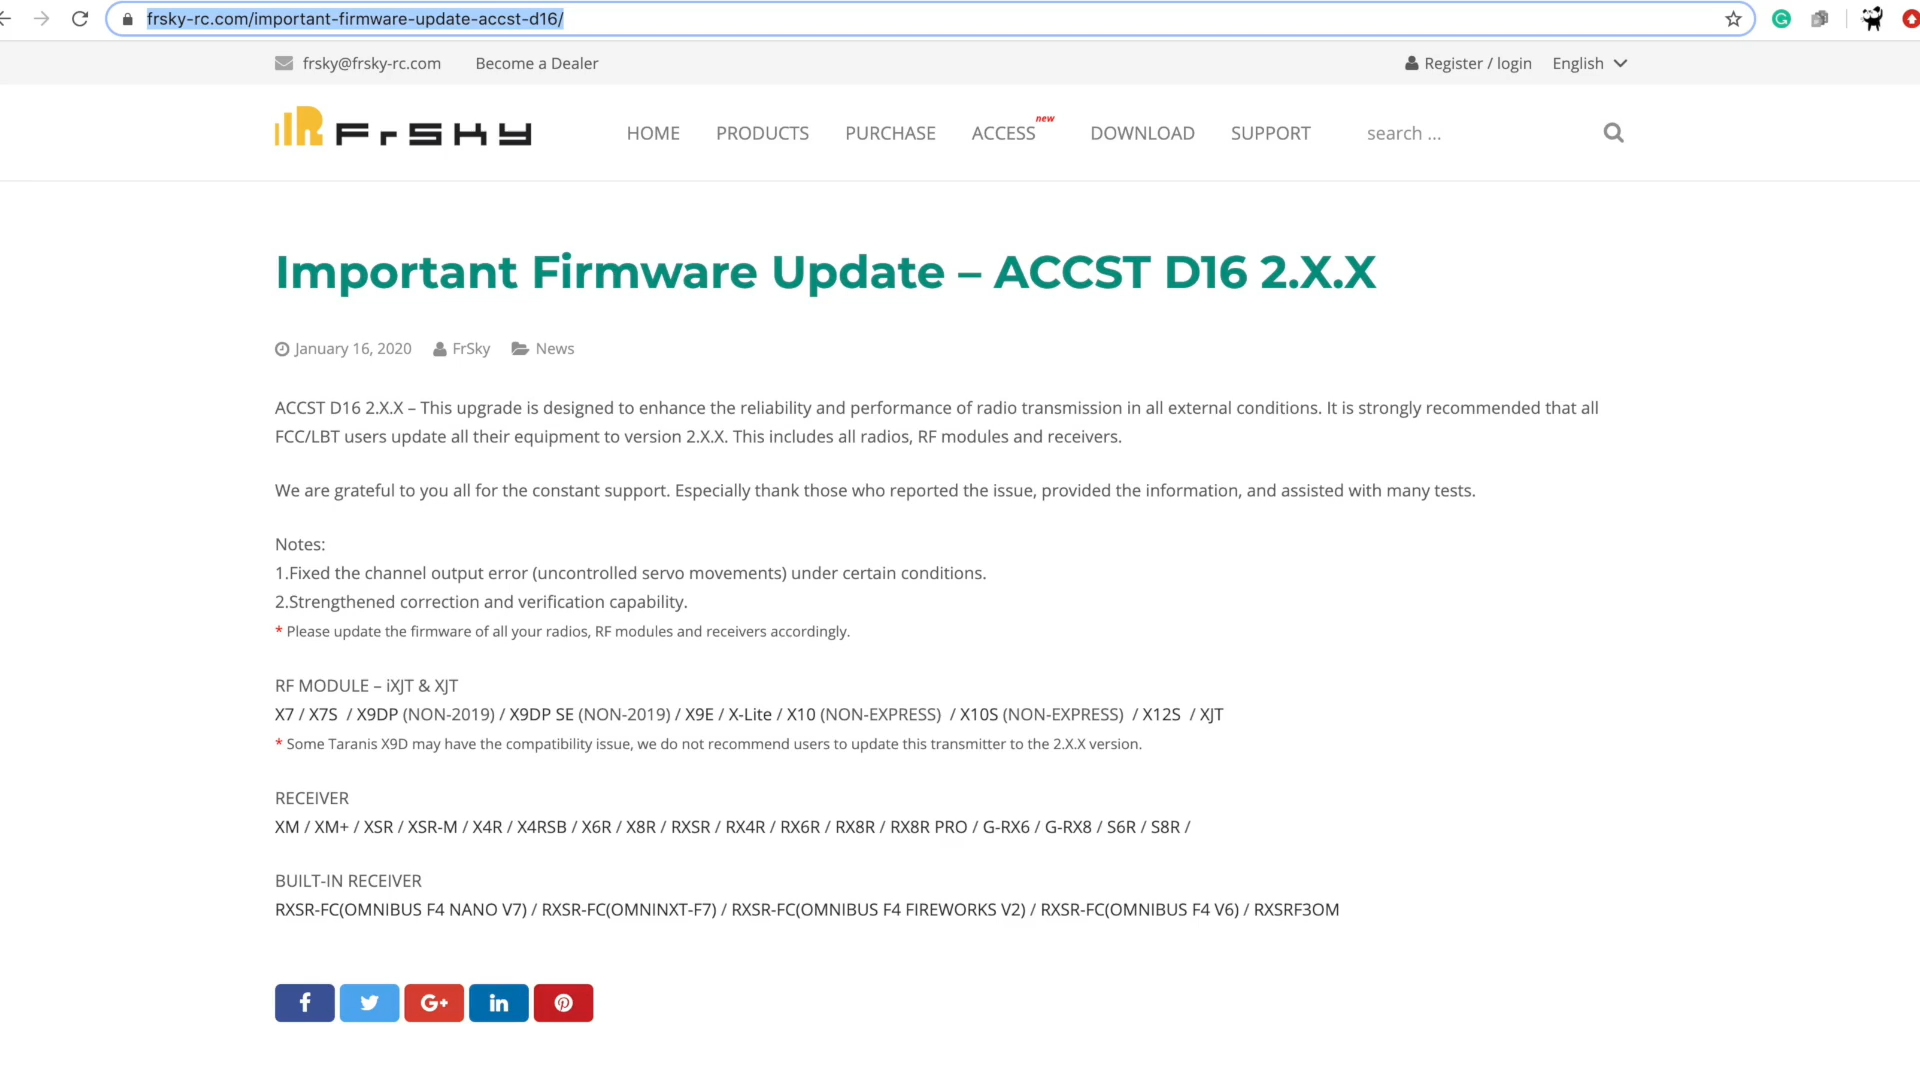 frsky-rc.com/important-firmware-update-accst-d16/
frsky@frsky-rc.com Become a Dealer Register / login English
FrSky HOME PRODUCTS PURCHASE ACCESS new DOWNLOAD SUPPORT search ...
Important Firmware Update – ACCST D16 2.X.X
January 16, 2020 FrSky News
ACCST D16 2.X.X – This upgrade is designed to enhance the reliability and performance of radio transmission in all external conditions. It is strongly recommended that all
FCC/LBT users update all their equipment to version 2.X.X. This includes all radios, RF modules and receivers.
We are grateful to you all for the constant support. Especially thank those who reported the issue, provided the information, and assisted with many tests.
Notes:
1.Fixed the channel output error (uncontrolled servo movements) under certain conditions.
2.Strengthened correction and verification capability.
* Please update the firmware of all your radios, RF modules and receivers accordingly.
RF MODULE – iXJT & XJT
X7 / X7S / X9DP (NON-2019) / X9DP SE (NON-2019) / X9E / X-Lite / X10 (NON-EXPRESS) / X10S (NON-EXPRESS) / X12S / XJT
* Some Taranis X9D may have the compatibility issue, we do not recommend users to update this transmitter to the 2.X.X version.
RECEIVER
XM / XM+ / XSR / XSR-M / X4R / X4RSB / X6R / X8R / RXSR / RX4R / RX6R / RX8R / RX8R PRO / G-RX6 / G-RX8 / S6R / S8R /
BUILT-IN RECEIVER
RXSR-FC(OMNIBUS F4 NANO V7) / RXSR-FC(OMNINXT-F7) / RXSR-FC(OMNIBUS F4 FIREWORKS V2) / RXSR-FC(OMNIBUS F4 V6) / RXSRF3OM
f G+ in